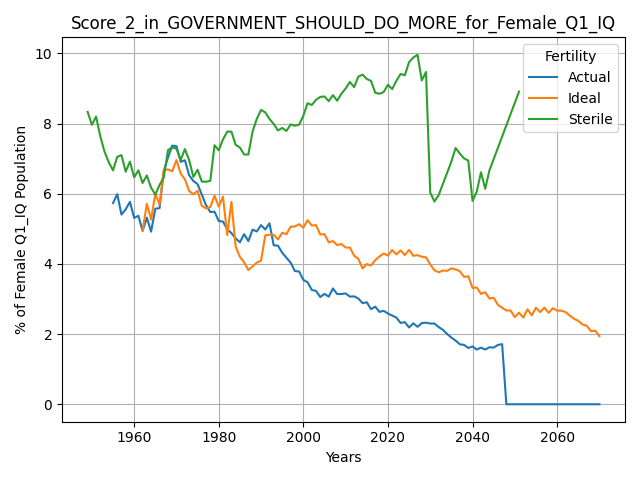 Score_2_in_GOVERNMENT_SHOULD_DO_MORE_for_Female_Q1_IQ
Fertility
Actual
Ideal
Sterile
% of Female Q1_IQ Population
10
8
6
4
2
0
1960 1980 2000 2020 2040 2060
Years